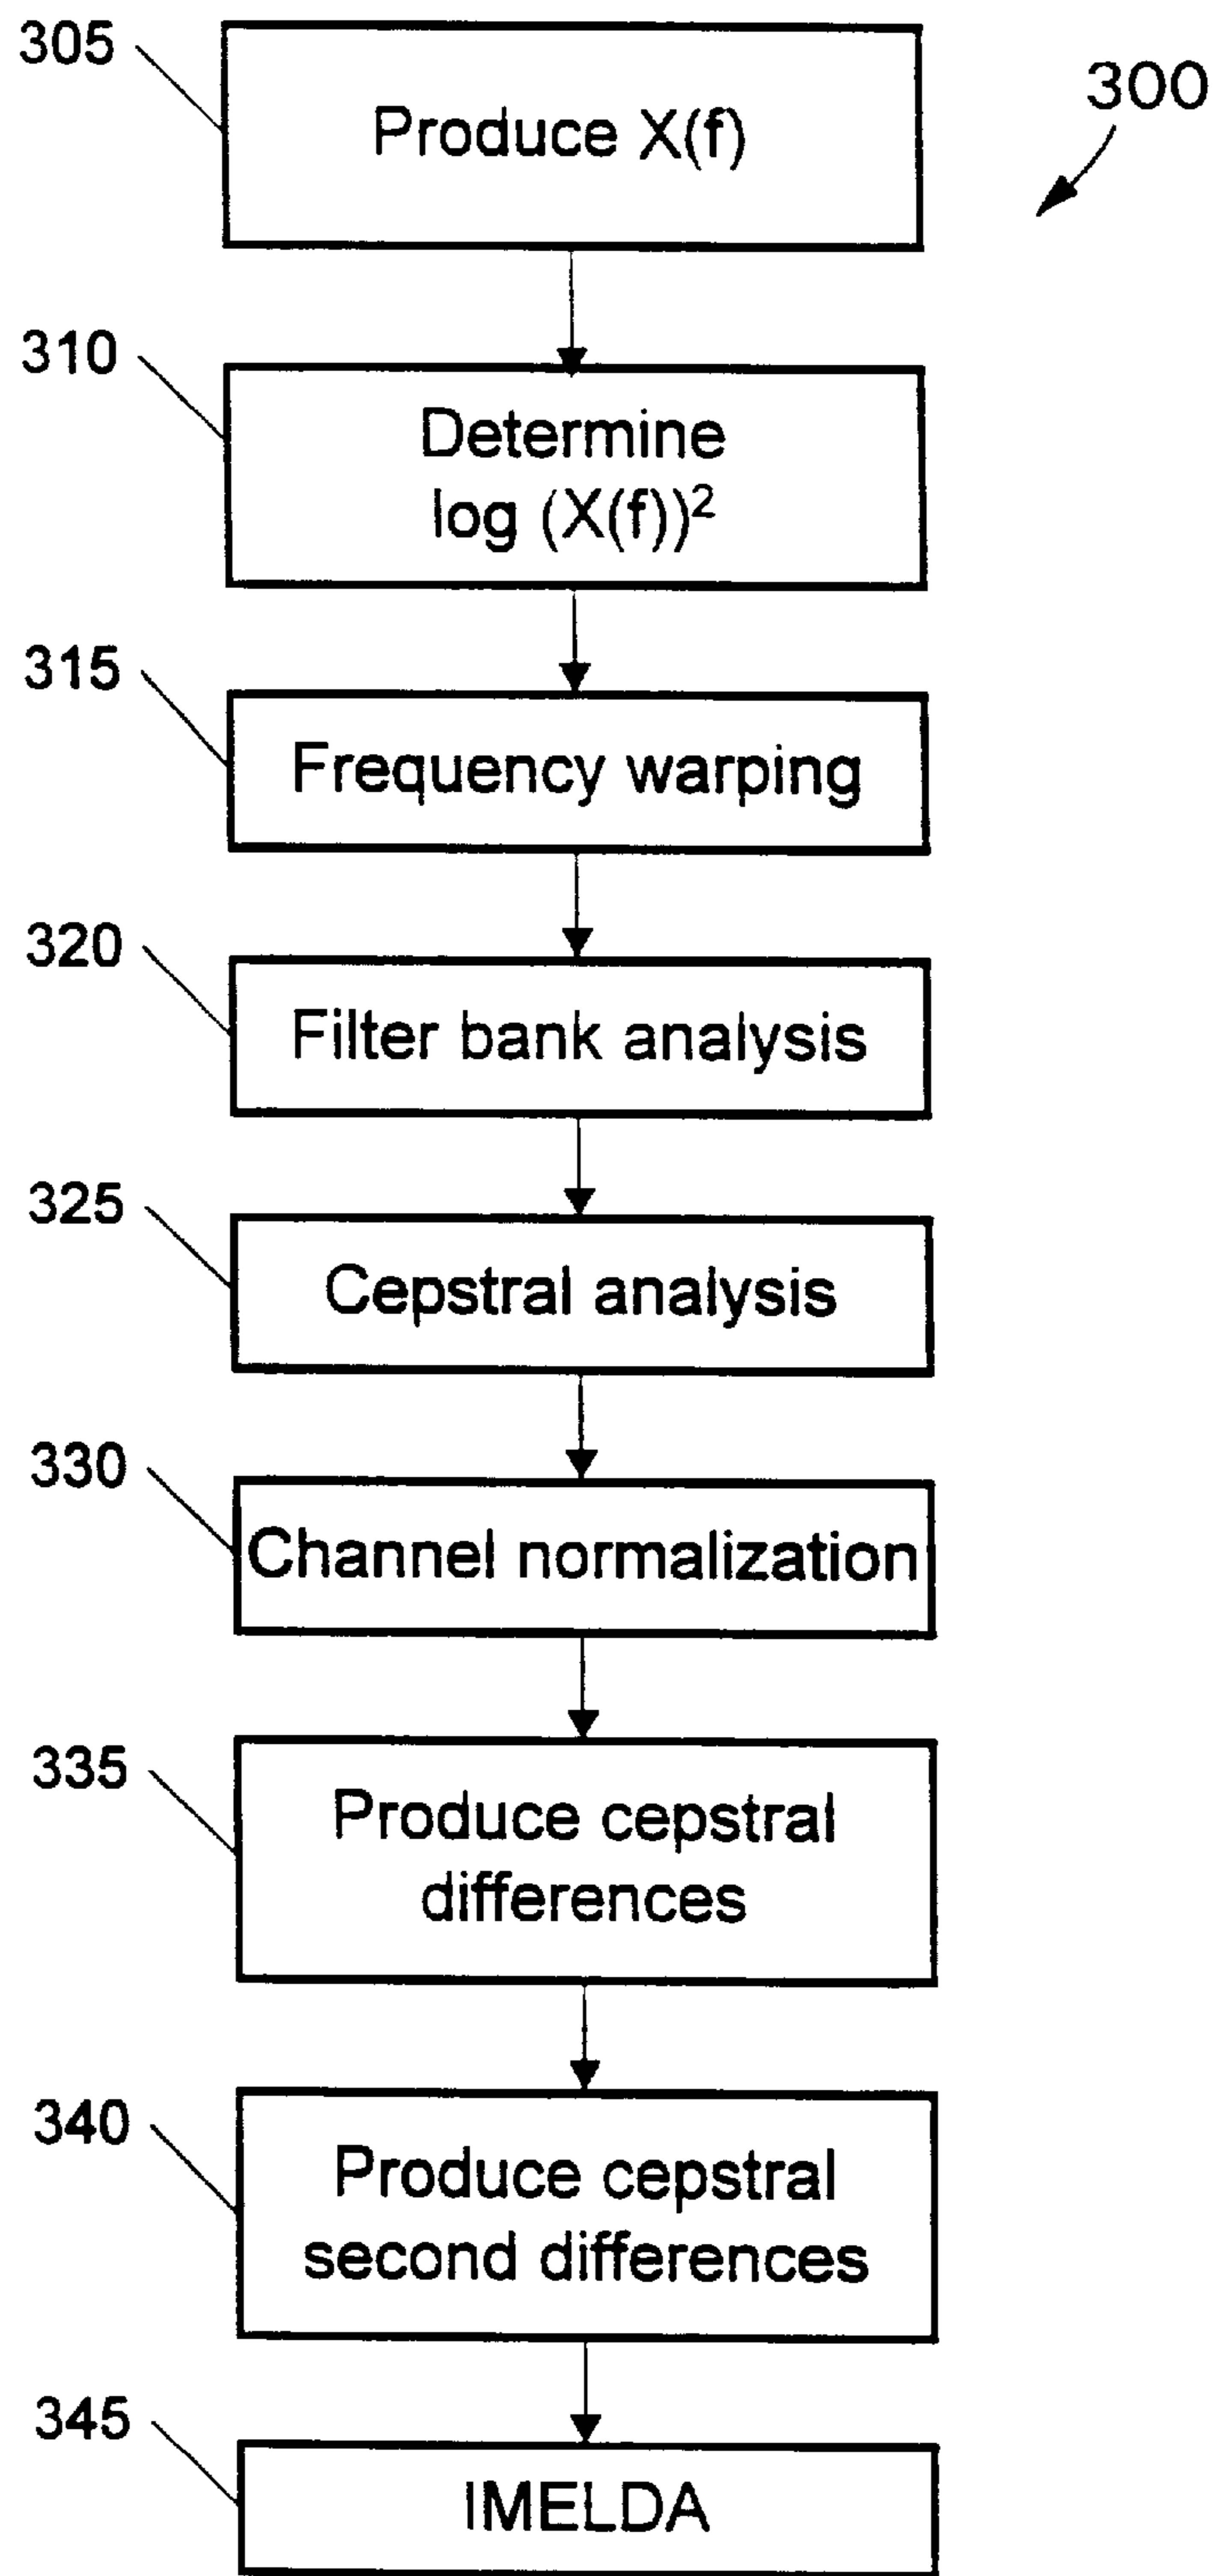 305
Produce X(f)
300
310
Determine
log (X(f))²
315
Frequency warping
320
Filter bank analysis
325
Cepstral analysis
330
Channel normalization
335
Produce cepstral
differences
340
Produce cepstral
second differences
345
IMELDA